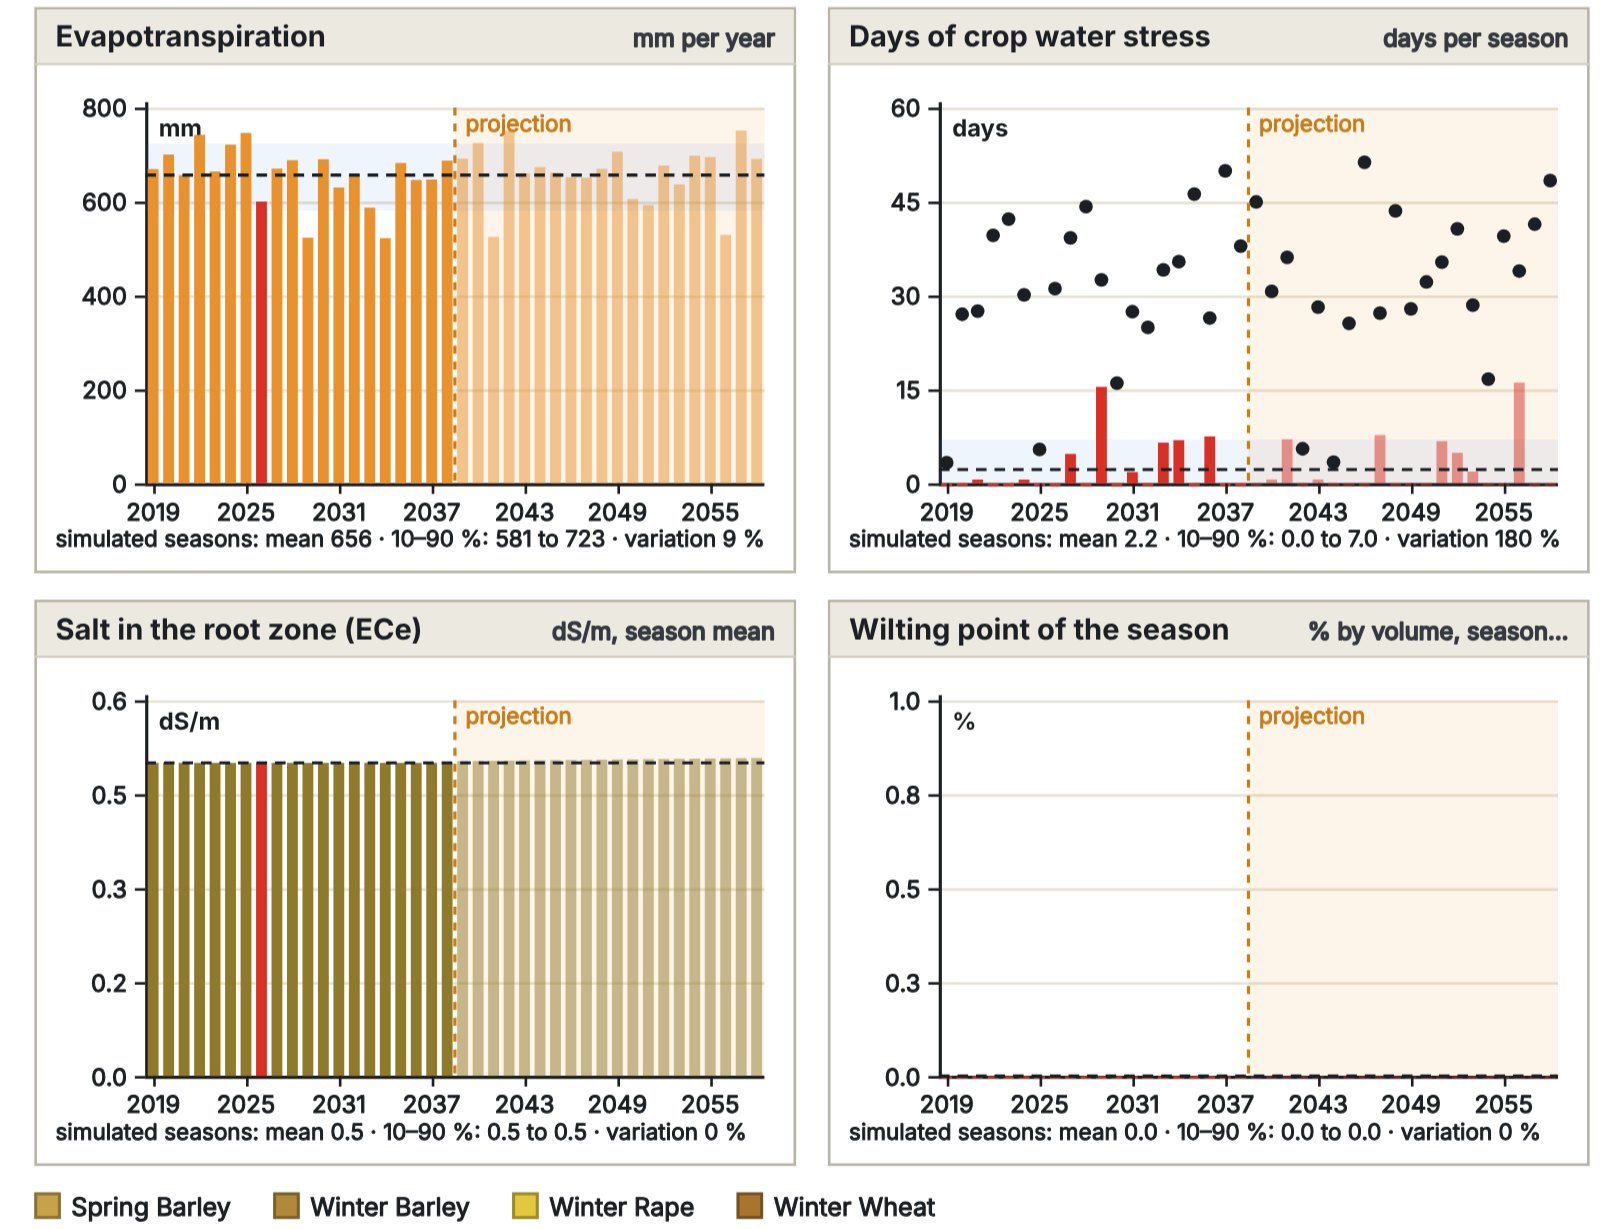 Evapotranspiration mm per year
800
600
400
200
0
mm
projection
2019 2025 2031 2037 2043 2049 2055
simulated seasons: mean 656 · 10–90 %: 581 to 723 · variation 9 %
Days of crop water stress days per season
60
45
30
15
0
days
projection
2019 2025 2031 2037 2043 2049 2055
simulated seasons: mean 2.2 · 10–90 %: 0.0 to 7.0 · variation 180 %
Salt in the root zone (ECe) dS/m, season mean
0.6
0.5
0.3
0.2
0.0
dS/m
projection
2019 2025 2031 2037 2043 2049 2055
simulated seasons: mean 0.5 · 10–90 %: 0.5 to 0.5 · variation 0 %
Wilting point of the season % by volume, season...
1.0
0.8
0.5
0.3
0.0
%
projection
2019 2025 2031 2037 2043 2049 2055
simulated seasons: mean 0.0 · 10–90 %: 0.0 to 0.0 · variation 0 %
Spring Barley Winter Barley Winter Rape Winter Wheat